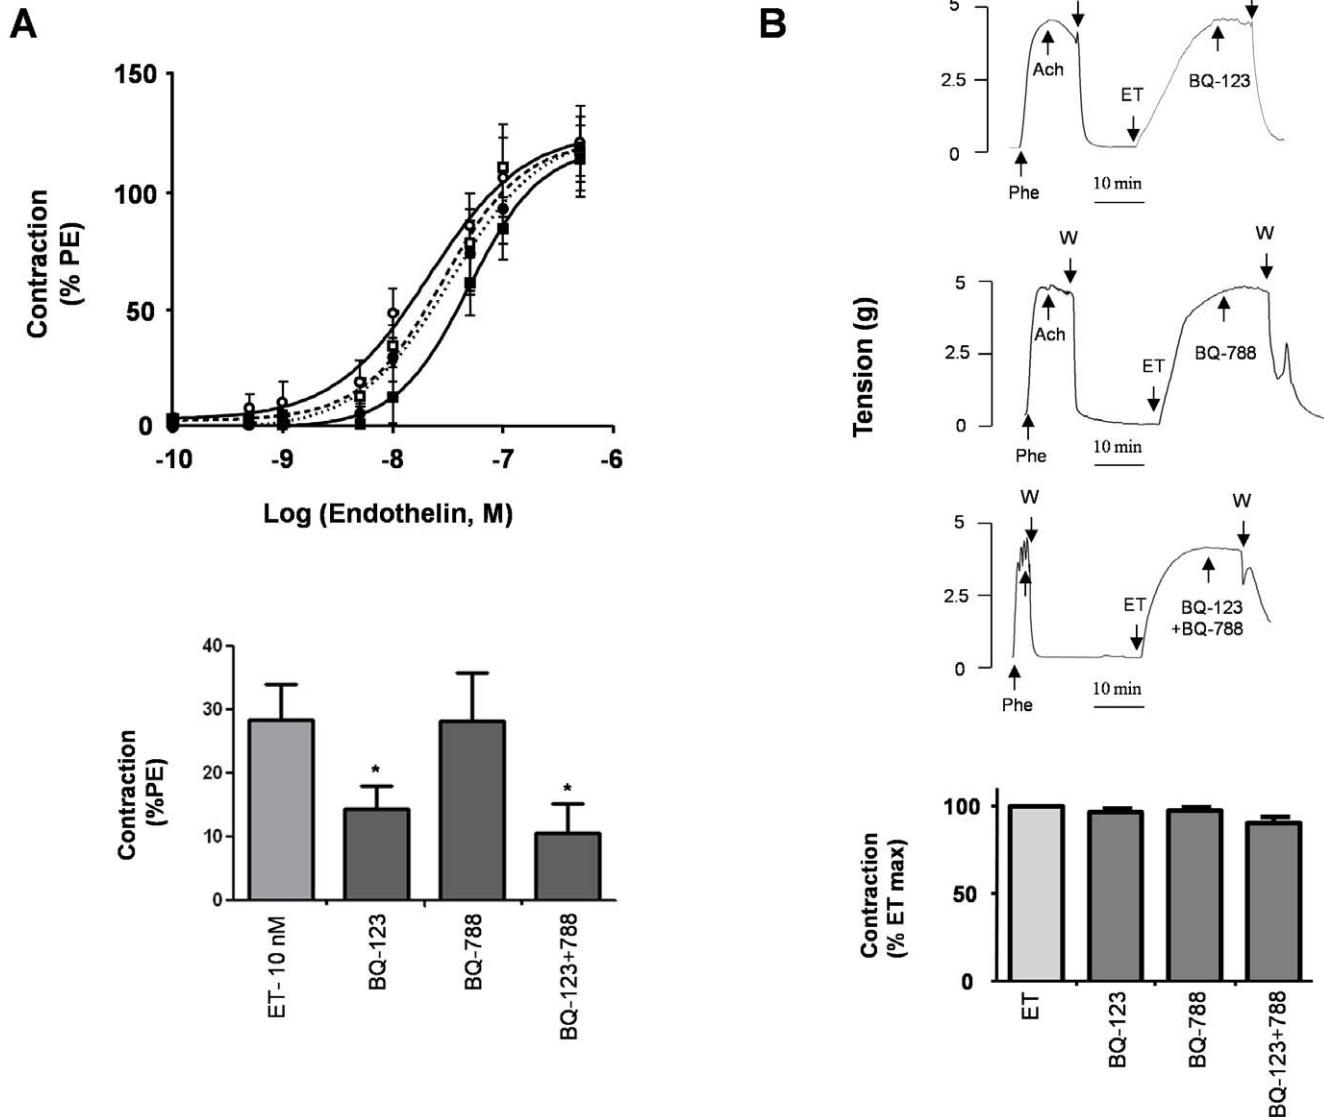 A
150
100
50
0
Contraction
(% PE)
-10
-9
-8
-7
-6
Log (Endothelin, M)
40
30
20
10
0
Contraction
(%PE)
*
*
ET- 10 nM
BQ-123
BQ-788
BQ-123+788
B
Tension (g)
5
2.5
0
Ach
ET
BQ-123
Phe
10 min
W
W
5
2.5
0
Ach
ET
BQ-788
Phe
10 min
W
W
5
2.5
0
ET
BQ-123
+BQ-788
Phe
10 min
100
50
0
Contraction
(% ET max)
ET
BQ-123
BQ-788
BQ-123+788